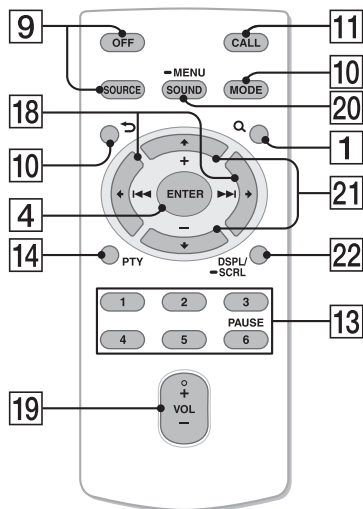 9
OFF
CALL
11
-MENU
SOURCE
SOUND
MODE
10
20
18
10
+
1
ENTER
4
-
21
14
PTY
DSPL/
-SCRL
22
1 2 3
PAUSE
4 5 6
13
+
VOL
-
19